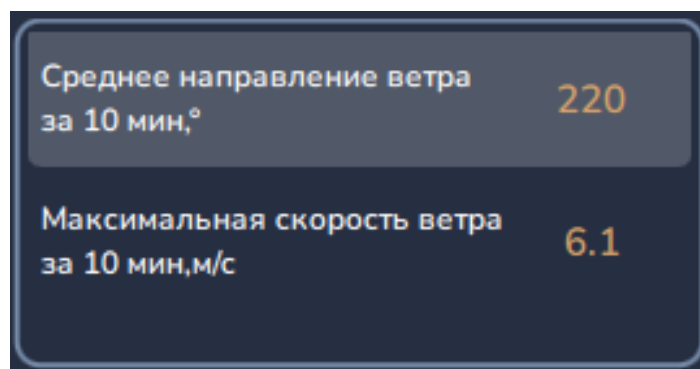 Среднее направление ветра
за 10 мин,° 220
Максимальная скорость ветра
за 10 мин,м/с 6.1